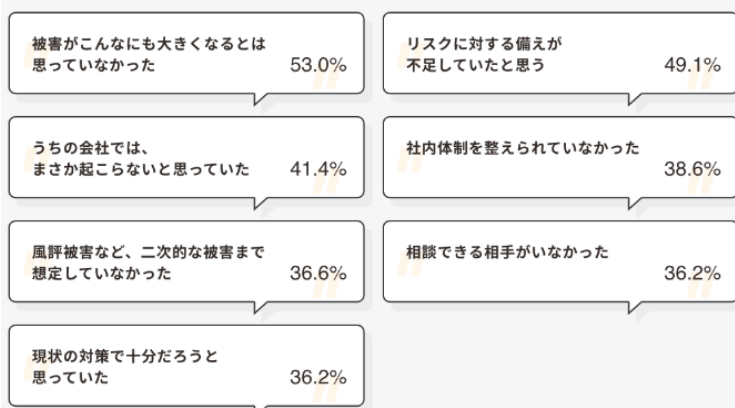 被害がこんなにも大きくなるとは
思っていなかった
53.0%
リスクに対する備えが
不足していたと思う
49.1%
うちの会社では、
まさか起こらないと思っていた
41.4%
社内体制を整えられていなかった
38.6%
風評被害など、二次的な被害まで
想定していなかった
36.6%
相談できる相手がいなかった
36.2%
現状の対策で十分だろうと
思っていた
36.2%